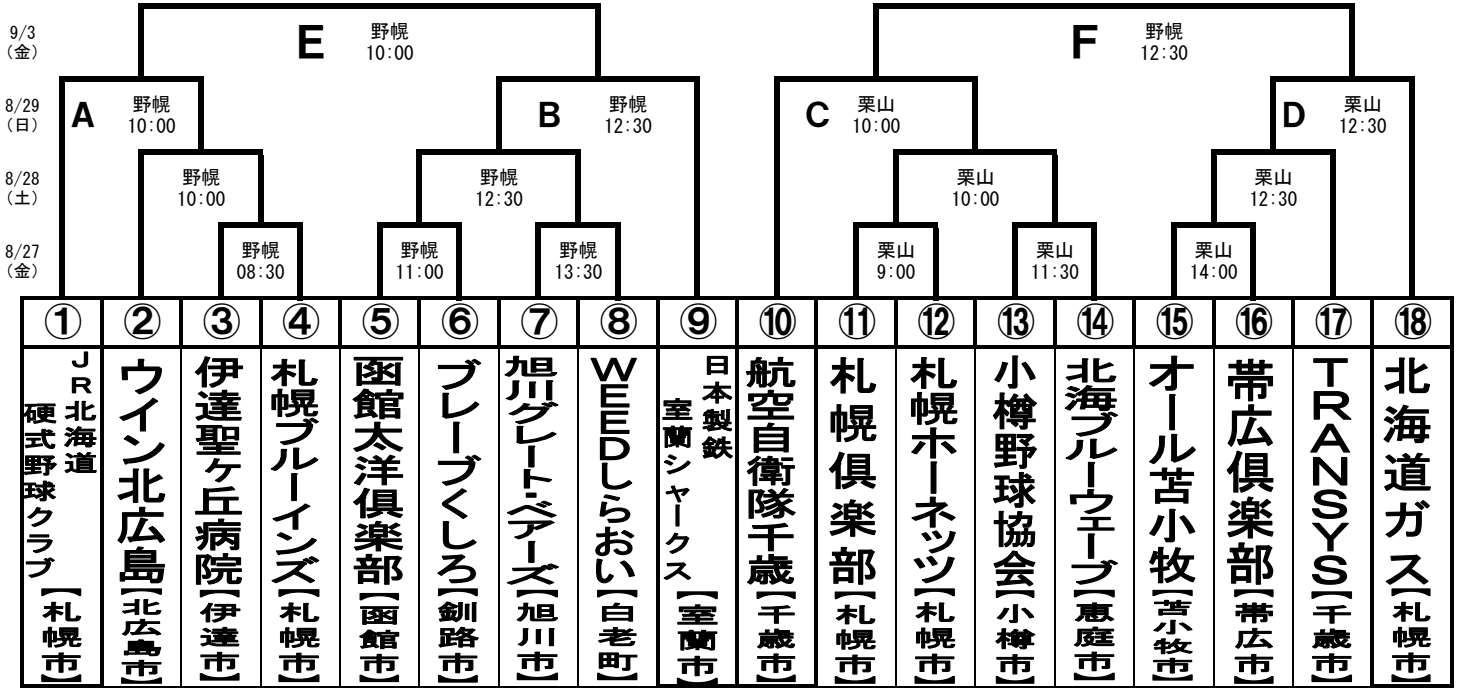 9/3
（金）
E
野幌
10:00
F
野幌
12:30
8/29
（日）
A
野幌
10:00
B
野幌
12:30
C
栗山
10:00
D
栗山
12:30
8/28
（土）
野幌
10:00
野幌
12:30
栗山
10:00
栗山
12:30
8/27
（金）
野幌
08:30
野幌
11:00
野幌
13:30
栗山
9:00
栗山
11:30
栗山
14:00
①
②
③
④
⑤
⑥
⑦
⑧
⑨
⑩
⑪
⑫
⑬
⑭
⑮
⑯
⑰
⑱
JR北海道
硬式野球クラブ
【札幌市】
ウイン北広島
【北広島市】
伊達聖ヶ丘病院
【伊達市】
札幌ブルーインズ
【札幌市】
函館太洋倶楽部
【函館市】
ブレーブくしろ
【釧路市】
旭川グレート・ベアーズ
【旭川市】
WEEDしらおい
【白老町】
日本製鉄
室蘭シャークス
【室蘭市】
航空自衛隊千歳
【千歳市】
札幌倶楽部
【札幌市】
札幌ホーネッツ
【札幌市】
小樽野球協会
【小樽市】
北海ブルーウェーブ
【恵庭市】
オール苫小牧
【苫小牧市】
帯広倶楽部
【帯広市】
TRANSYS
【千歳市】
北海道ガス
【札幌市】